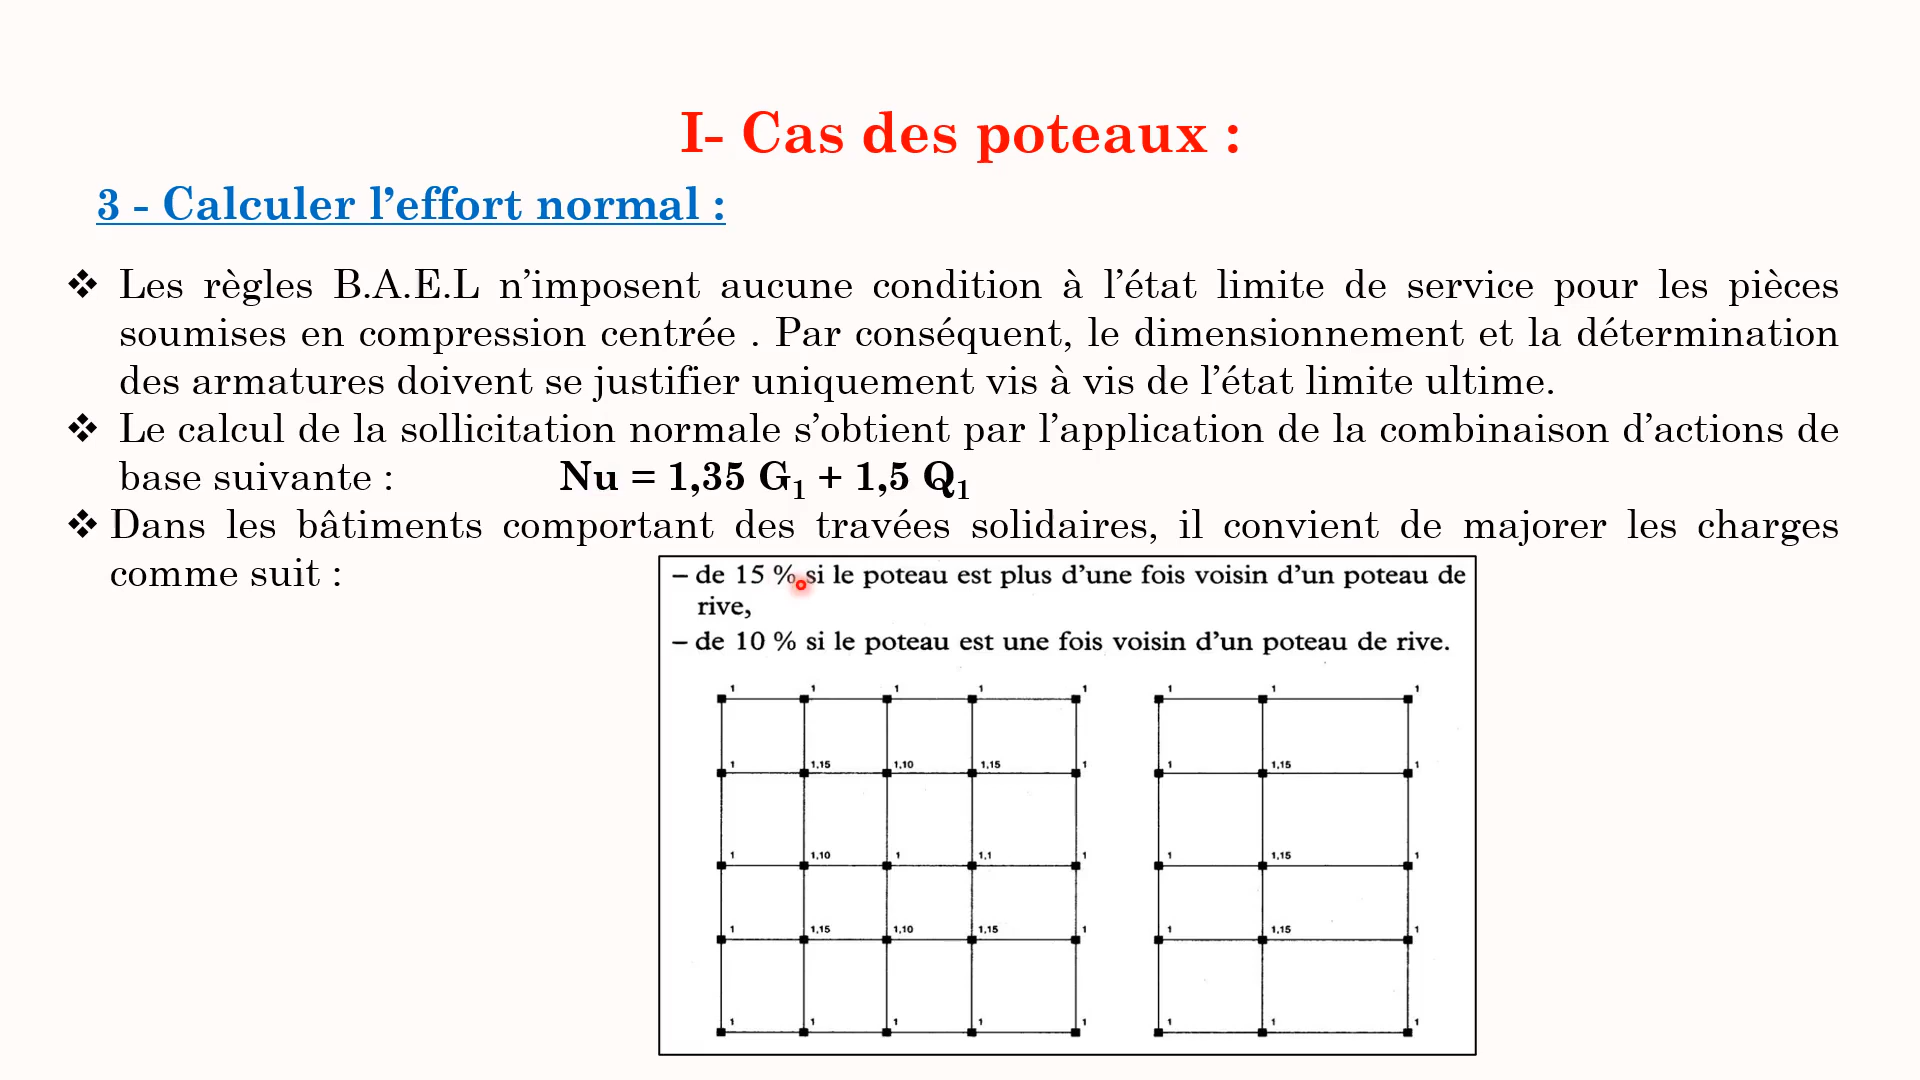 I- Cas des poteaux :
3 - Calculer l’effort normal :
❖ Les règles B.A.E.L n’imposent aucune condition à l’état limite de service pour les pièces
soumises en compression centrée . Par conséquent, le dimensionnement et la détermination
des armatures doivent se justifier uniquement vis à vis de l’état limite ultime.
❖ Le calcul de la sollicitation normale s’obtient par l’application de la combinaison d’actions de
base suivante : Nu = 1,35 G₁ + 1,5 Q₁
❖ Dans les bâtiments comportant des travées solidaires, il convient de majorer les charges
comme suit :
– de 15 % si le poteau est plus d’une fois voisin d’un poteau de
rive,
– de 10 % si le poteau est une fois voisin d’un poteau de rive.
1 1 1 1 1 1 1 1
1 1,15 1,10 1,15 1 1 1,15 1
1 1,10 1 1,1 1 1 1,15 1
1 1,15 1,10 1,15 1 1 1,15 1
1 1 1 1 1 1 1 1